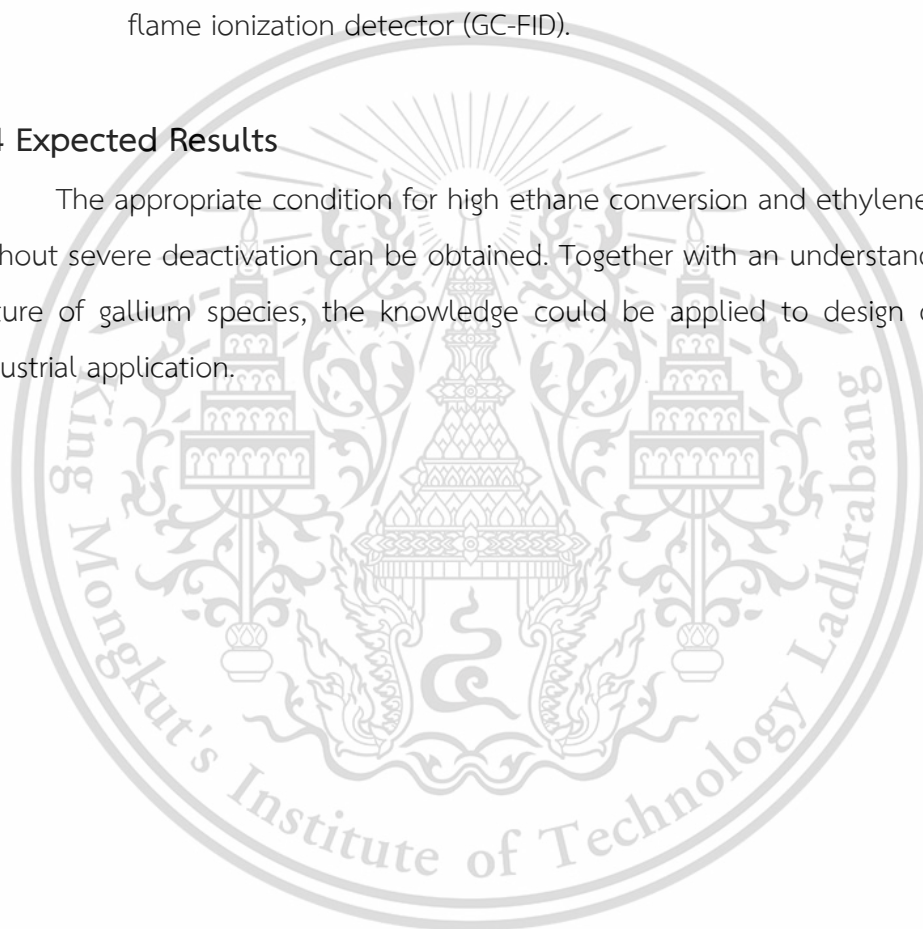 flame ionization detector (GC-FID).
4 Expected Results
The appropriate condition for high ethane conversion and ethylene
hout severe deactivation can be obtained. Together with an understand
ture of gallium species, the knowledge could be applied to design
ustrial application.
King Mongkut's Institute of Technology Ladkrabang